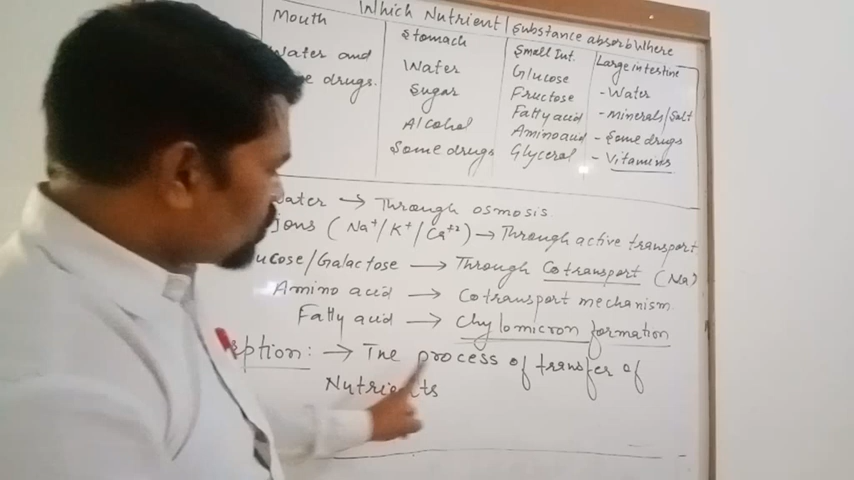 Which Nutrient/Substance absorb Where
Mouth
Water and
drugs.
Stomach
Water
Sugar
Alcohol
Some drugs
Small Int.
Glucose
Fructose
Fatty acid
Amino acid
Glycerol
Large intestine
- Water
- Minerals/Salt
- Some drugs
- Vitamins
Water → Through osmosis
ions (Na+/K+/Ca+2) → Through active transport
ucose/Galactose → Through Cotransport (Na)
Amino acid → Cotransport mechanism
Fatty acid → Chylomicron formation
ption: → The process of transfer of
Nutrients